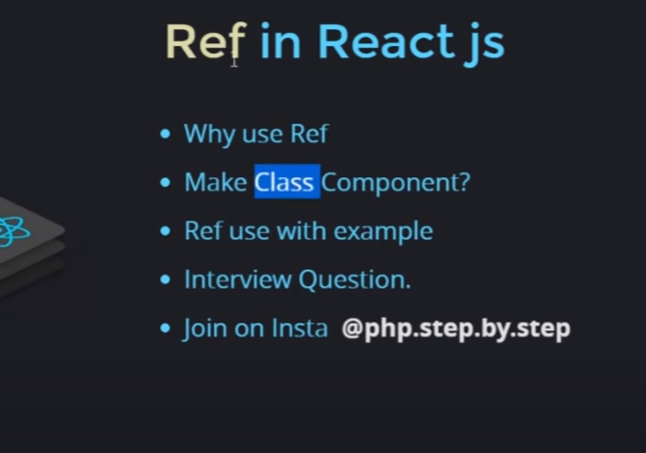 Ref in React js
Why use Ref
Make Class Component?
Ref use with example
Interview Question.
Join on Insta @php.step.by.step